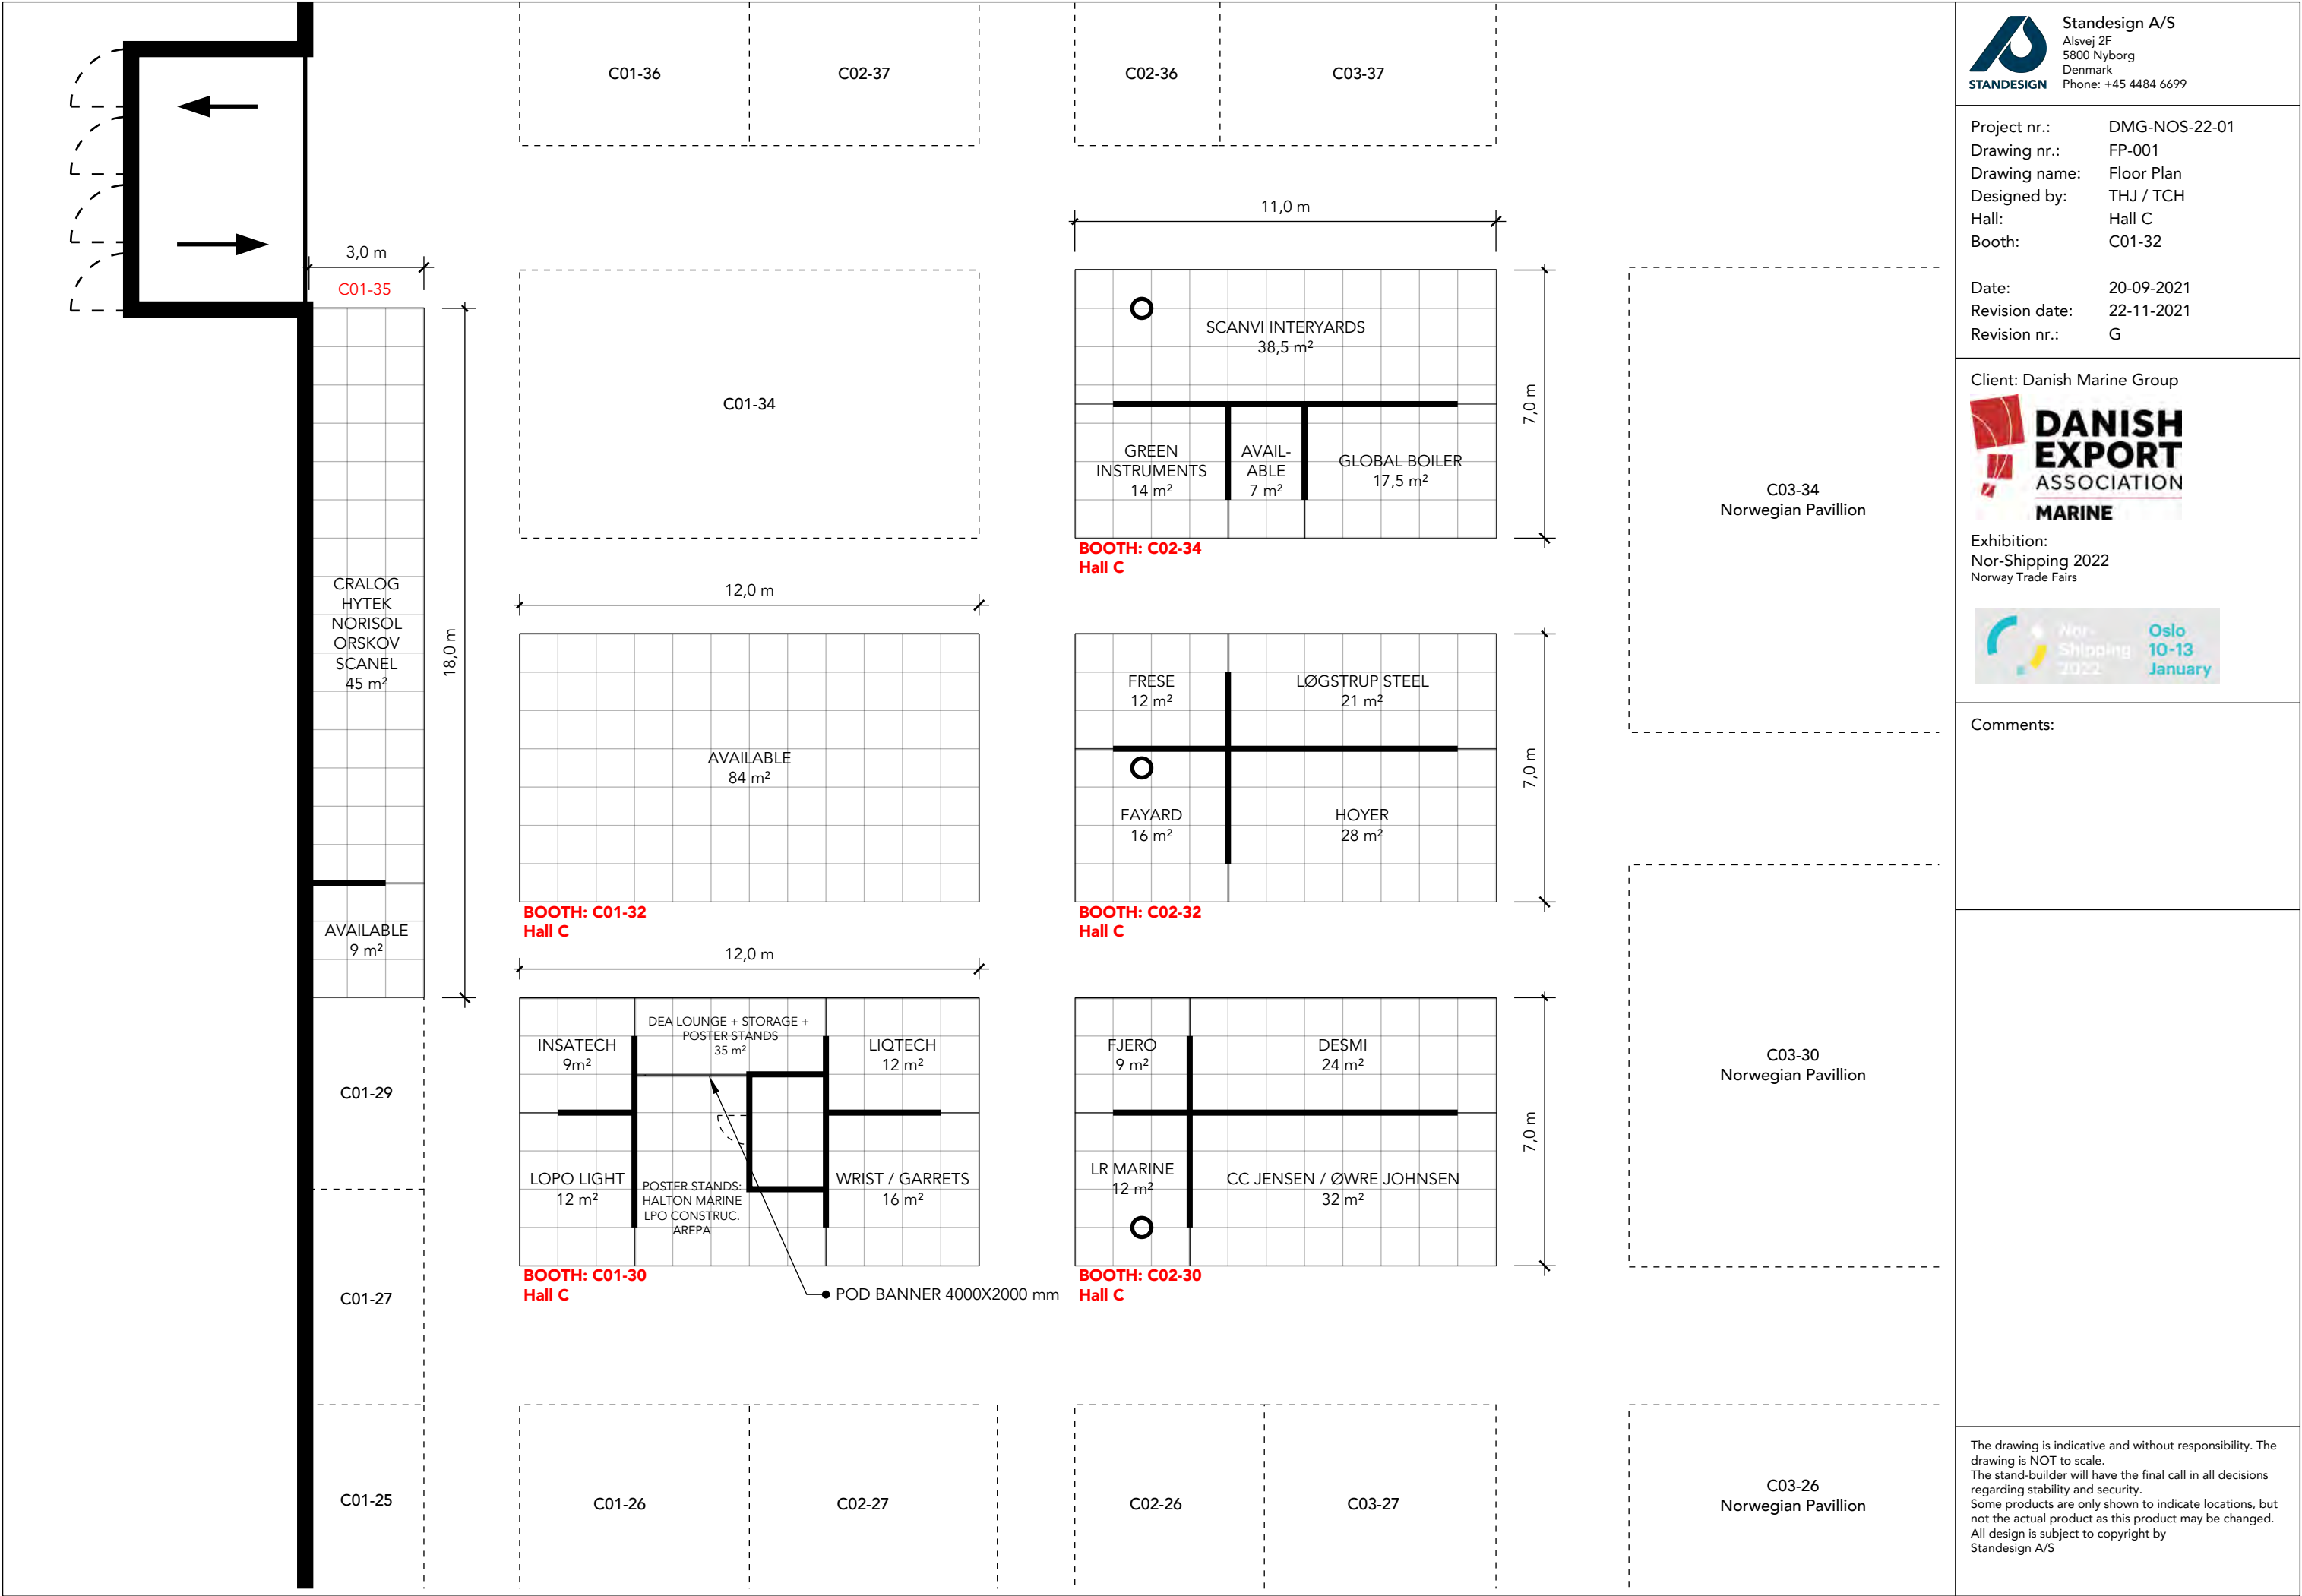 C01-36
C02-37
C02-36
C03-37
3,0 m
C01-35
11,0 m
C01-34
SCANVI INTERYARDS
38,5 m²
GREEN
INSTRUMENTS
14 m²
AVAIL-
ABLE
7 m²
GLOBAL BOILER
17,5 m²
7,0 m
BOOTH: C02-34
Hall C
C03-34
Norwegian Pavillion
CRALOG
HYTEK
NORISOL
ORSKOV
SCANEL
45 m²
18,0 m
AVAILABLE
9 m²
12,0 m
AVAILABLE
84 m²
BOOTH: C01-32
Hall C
FRESE
12 m²
LØGSTRUP STEEL
21 m²
FAYARD
16 m²
HOYER
28 m²
7,0 m
BOOTH: C02-32
Hall C
12,0 m
INSATECH
9m²
DEA LOUNGE + STORAGE +
POSTER STANDS
35 m²
LIQTECH
12 m²
LOPO LIGHT
12 m²
POSTER STANDS:
HALTON MARINE
LPO CONSTRUC.
AREPA
WRIST / GARRETS
16 m²
BOOTH: C01-30
Hall C
POD BANNER 4000X2000 mm
FJERO
9 m²
DESMI
24 m²
LR MARINE
12 m²
CC JENSEN / ØWRE JOHNSEN
32 m²
7,0 m
BOOTH: C02-30
Hall C
C03-30
Norwegian Pavillion
C01-29
C01-27
C01-25
C01-26
C02-27
C02-26
C03-27
C03-26
Norwegian Pavillion
STANDESIGN
Standesign A/S
Alsvej 2F
5800 Nyborg
Denmark
Phone: +45 4484 6699
Project nr.: DMG-NOS-22-01
Drawing nr.: FP-001
Drawing name: Floor Plan
Designed by: THJ / TCH
Hall: Hall C
Booth: C01-32
Date: 20-09-2021
Revision date: 22-11-2021
Revision nr.: G
Client: Danish Marine Group
DANISH
EXPORT
ASSOCIATION
MARINE
Exhibition:
Nor-Shipping 2022
Norway Trade Fairs
Nor-
Shipping
2022
Oslo
10-13
January
Comments:
The drawing is indicative and without responsibility. The
drawing is NOT to scale.
The stand-builder will have the final call in all decisions
regarding stability and security.
Some products are only shown to indicate locations, but
not the actual product as this product may be changed.
All design is subject to copyright by
Standesign A/S